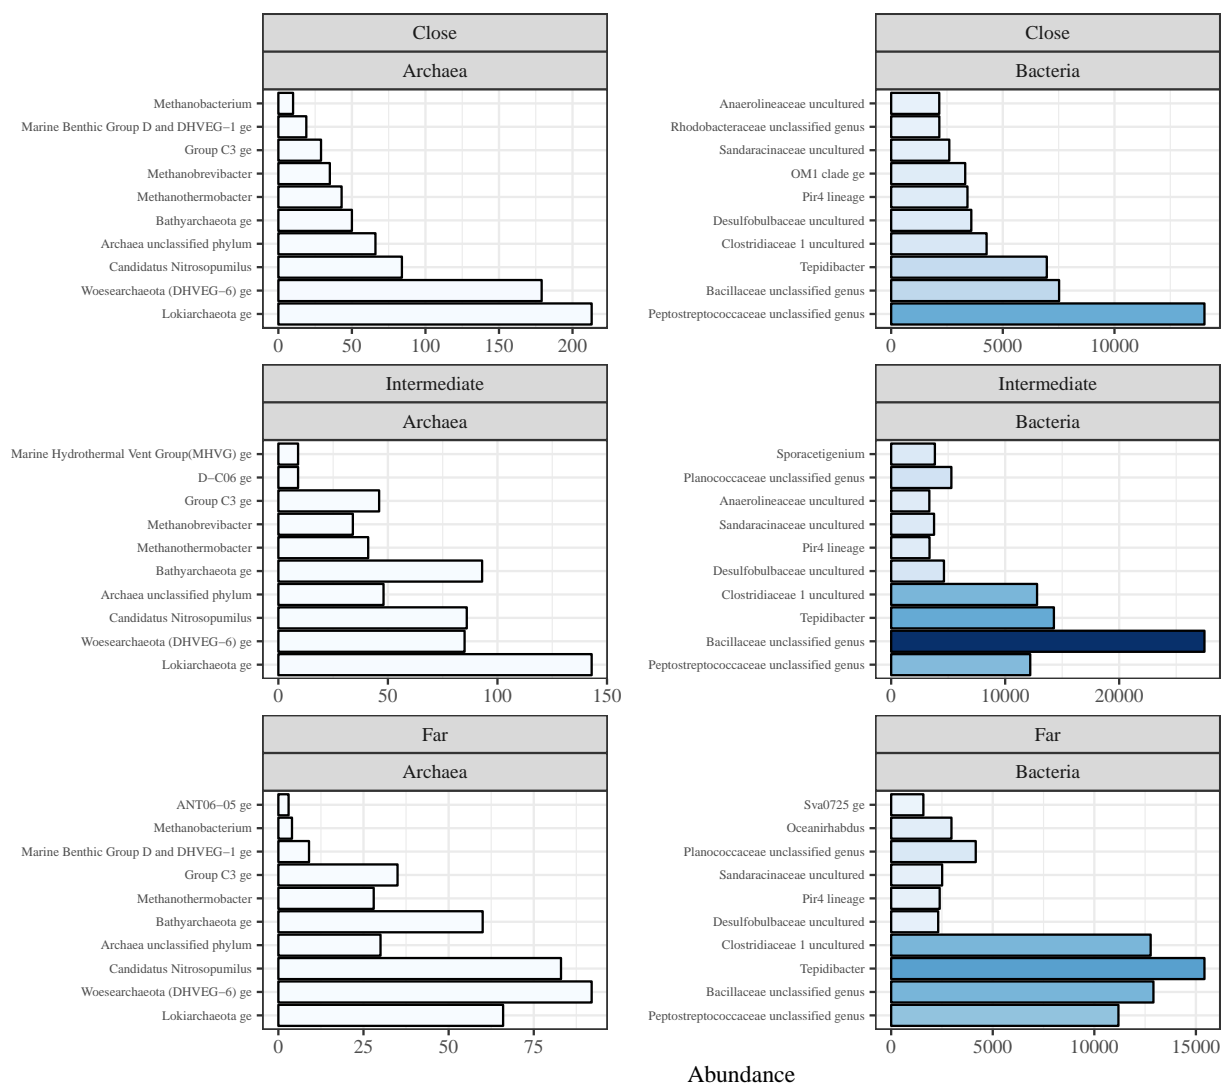 Close
Archaea
Methanobacterium
Marine Benthic Group D and DHVEG−1 ge
Group C3 ge
Methanobrevibacter
Methanothermobacter
Bathyarchaeota ge
Archaea unclassified phylum
Candidatus Nitrosopumilus
Woesearchaeota (DHVEG−6) ge
Lokiarchaeota ge
0 50 100 150 200
Close
Bacteria
Anaerolineaceae uncultured
Rhodobacteraceae unclassified genus
Sandaracinaceae uncultured
OM1 clade ge
Pir4 lineage
Desulfobulbaceae uncultured
Clostridiaceae 1 uncultured
Tepidibacter
Bacillaceae unclassified genus
Peptostreptococcaceae unclassified genus
0 5000 10000
Intermediate
Archaea
Marine Hydrothermal Vent Group(MHVG) ge
D−C06 ge
Group C3 ge
Methanobrevibacter
Methanothermobacter
Bathyarchaeota ge
Archaea unclassified phylum
Candidatus Nitrosopumilus
Woesearchaeota (DHVEG−6) ge
Lokiarchaeota ge
0 50 100 150
Intermediate
Bacteria
Sporacetigenium
Planococcaceae unclassified genus
Anaerolineaceae uncultured
Sandaracinaceae uncultured
Pir4 lineage
Desulfobulbaceae uncultured
Clostridiaceae 1 uncultured
Tepidibacter
Bacillaceae unclassified genus
Peptostreptococcaceae unclassified genus
0 10000 20000
Far
Archaea
ANT06−05 ge
Methanobacterium
Marine Benthic Group D and DHVEG−1 ge
Group C3 ge
Methanothermobacter
Bathyarchaeota ge
Archaea unclassified phylum
Candidatus Nitrosopumilus
Woesearchaeota (DHVEG−6) ge
Lokiarchaeota ge
0 25 50 75
Far
Bacteria
Sva0725 ge
Oceanirhabdus
Planococcaceae unclassified genus
Sandaracinaceae uncultured
Pir4 lineage
Desulfobulbaceae uncultured
Clostridiaceae 1 uncultured
Tepidibacter
Bacillaceae unclassified genus
Peptostreptococcaceae unclassified genus
0 5000 10000 15000
Abundance